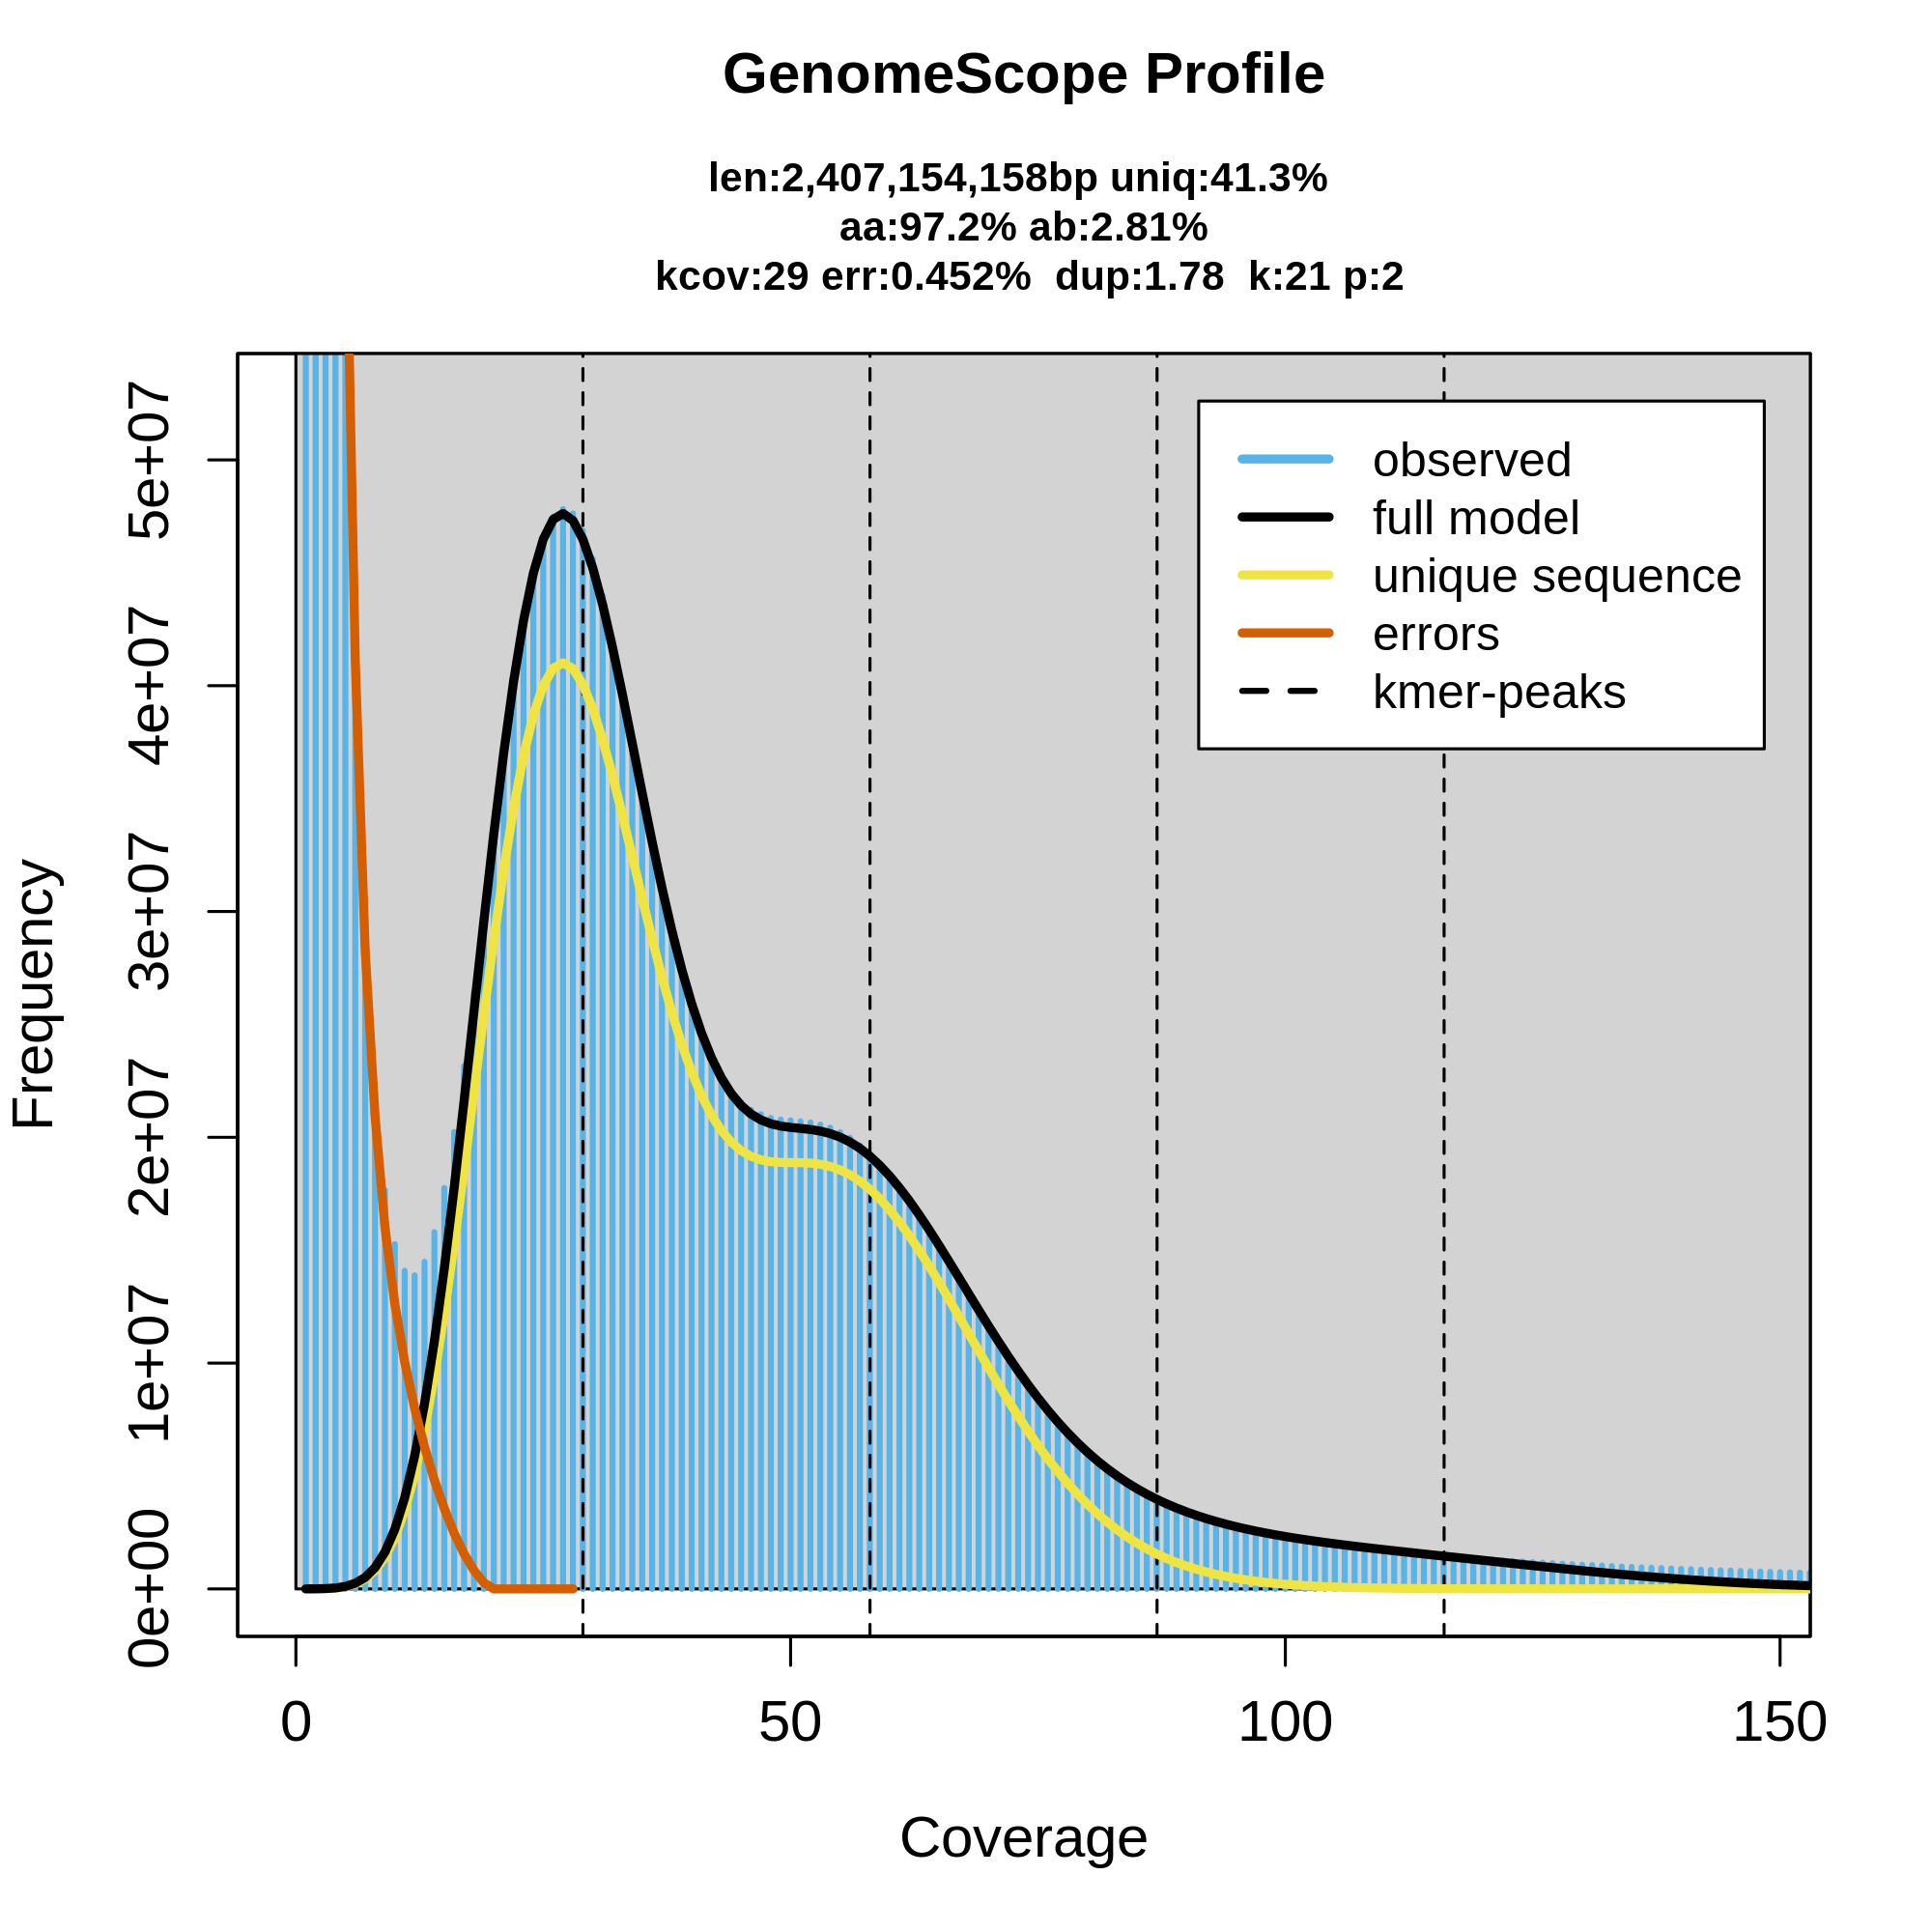 GenomeScope Profile
len:2,407,154,158bp uniq:41.3%
aa:97.2% ab:2.81%
kcov:29 err:0.452% dup:1.78 k:21 p:2
observed
full model
unique sequence
errors
kmer-peaks
Frequency
5e+07
4e+07
3e+07
2e+07
1e+07
0e+00
0 50 100 150
Coverage